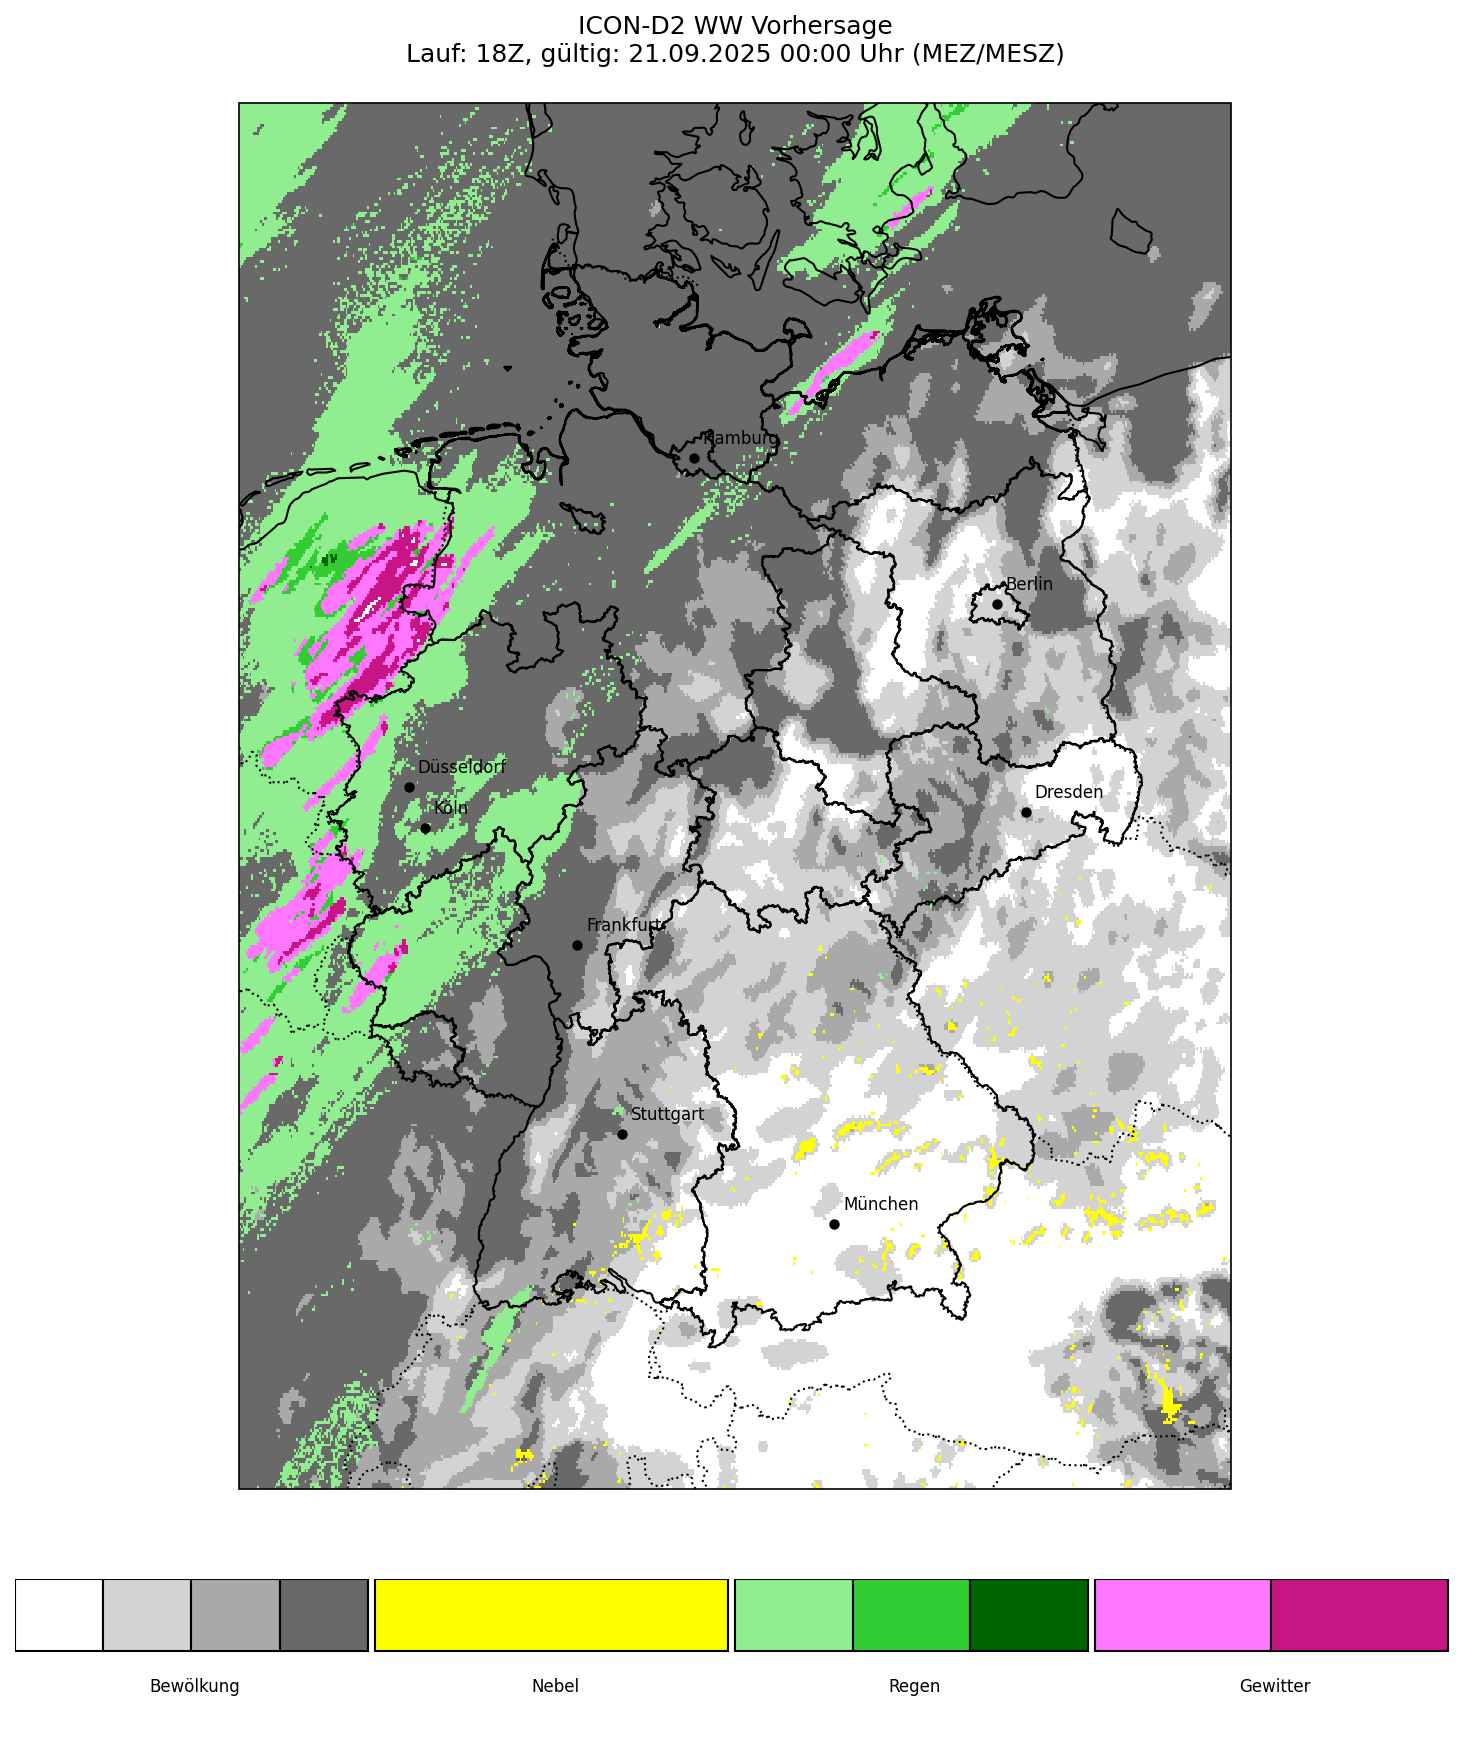 ICON-D2 WW Vorhersage
Lauf: 18Z, gültig: 21.09.2025 00:00 Uhr (MEZ/MESZ)
Hamburg
Berlin
Düsseldorf
Köln
Dresden
Frankfurt
Stuttgart
München
Bewölkung
Nebel
Regen
Gewitter